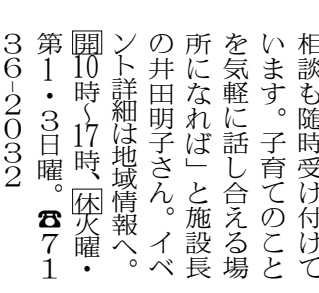 相談も随時受け付けて
います。子育てのこと
を気軽に話し合える場
所になれば」と施設長
の井田明子さん。イベ
ント詳細は地域情報へ。
開10時~17時、休火曜・
第1・3日曜。☎71
36-2032